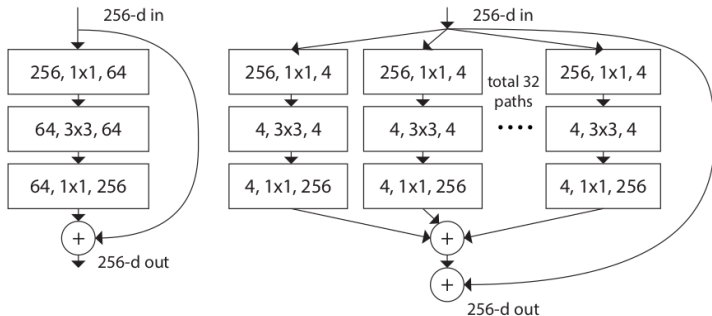 256-d in
256, 1x1, 64
64, 3x3, 64
64, 1x1, 256
+
256-d out
256-d in
256, 1x1, 4
256, 1x1, 4
256, 1x1, 4
total 32
paths
4, 3x3, 4
4, 3x3, 4
....
4, 3x3, 4
4, 1x1, 256
4, 1x1, 256
4, 1x1, 256
+
+
256-d out